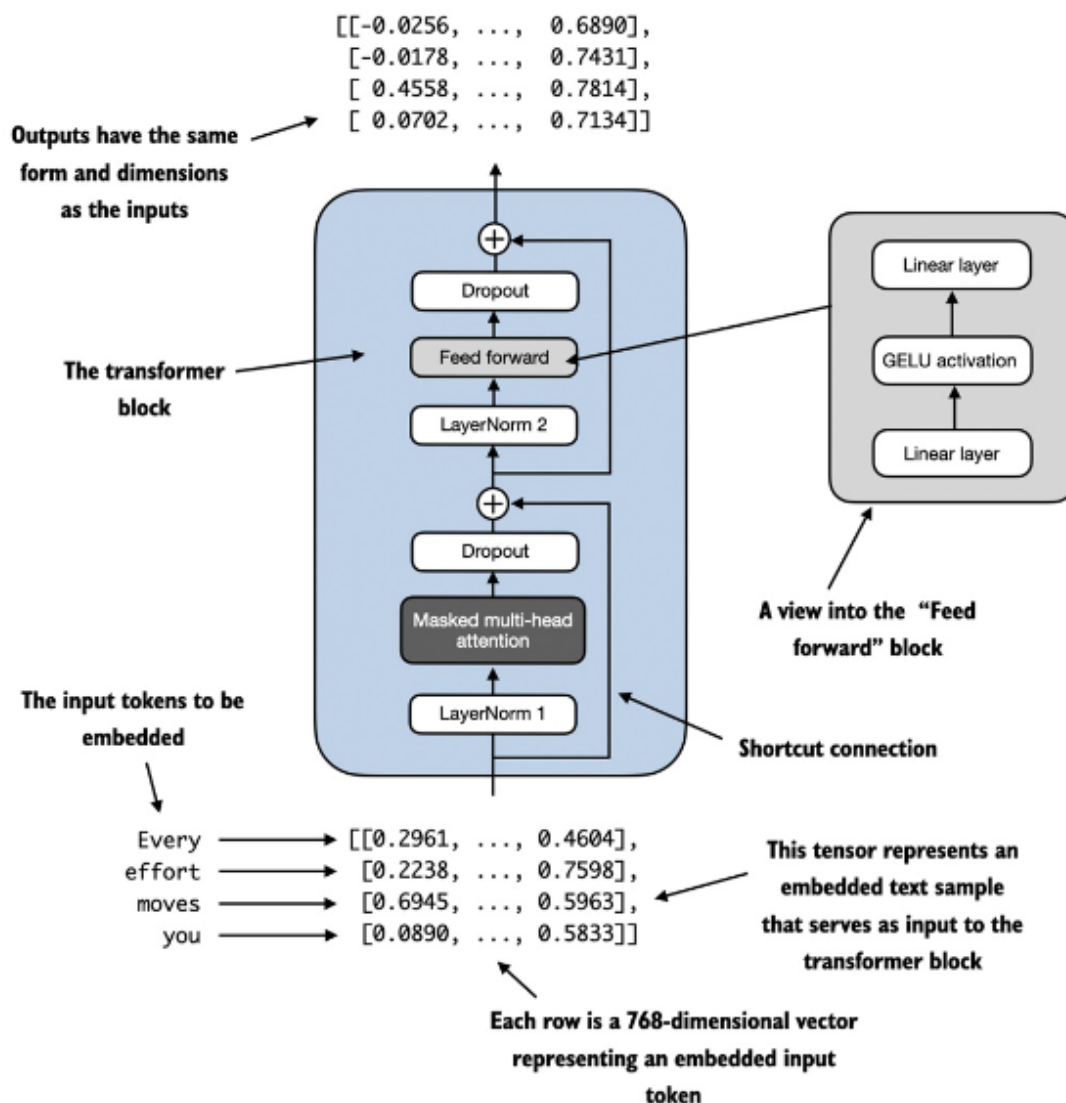 [[-0.0256, ...,  0.6890],
[-0.0178, ...,  0.7431],
[ 0.4558, ...,  0.7814],
[ 0.0702, ...,  0.7134]]
Outputs have the same
form and dimensions
as the inputs
+
Dropout
Feed forward
LayerNorm 2
+
Dropout
Masked multi-head
attention
LayerNorm 1
The transformer
block
Linear layer
GELU activation
Linear layer
A view into the “Feed
forward” block
Shortcut connection
The input tokens to be
embedded
Every
effort
moves
you
[[0.2961, ..., 0.4604],
[0.2238, ..., 0.7598],
[0.6945, ..., 0.5963],
[0.0890, ..., 0.5833]]
This tensor represents an
embedded text sample
that serves as input to the
transformer block
Each row is a 768-dimensional vector
representing an embedded input
token